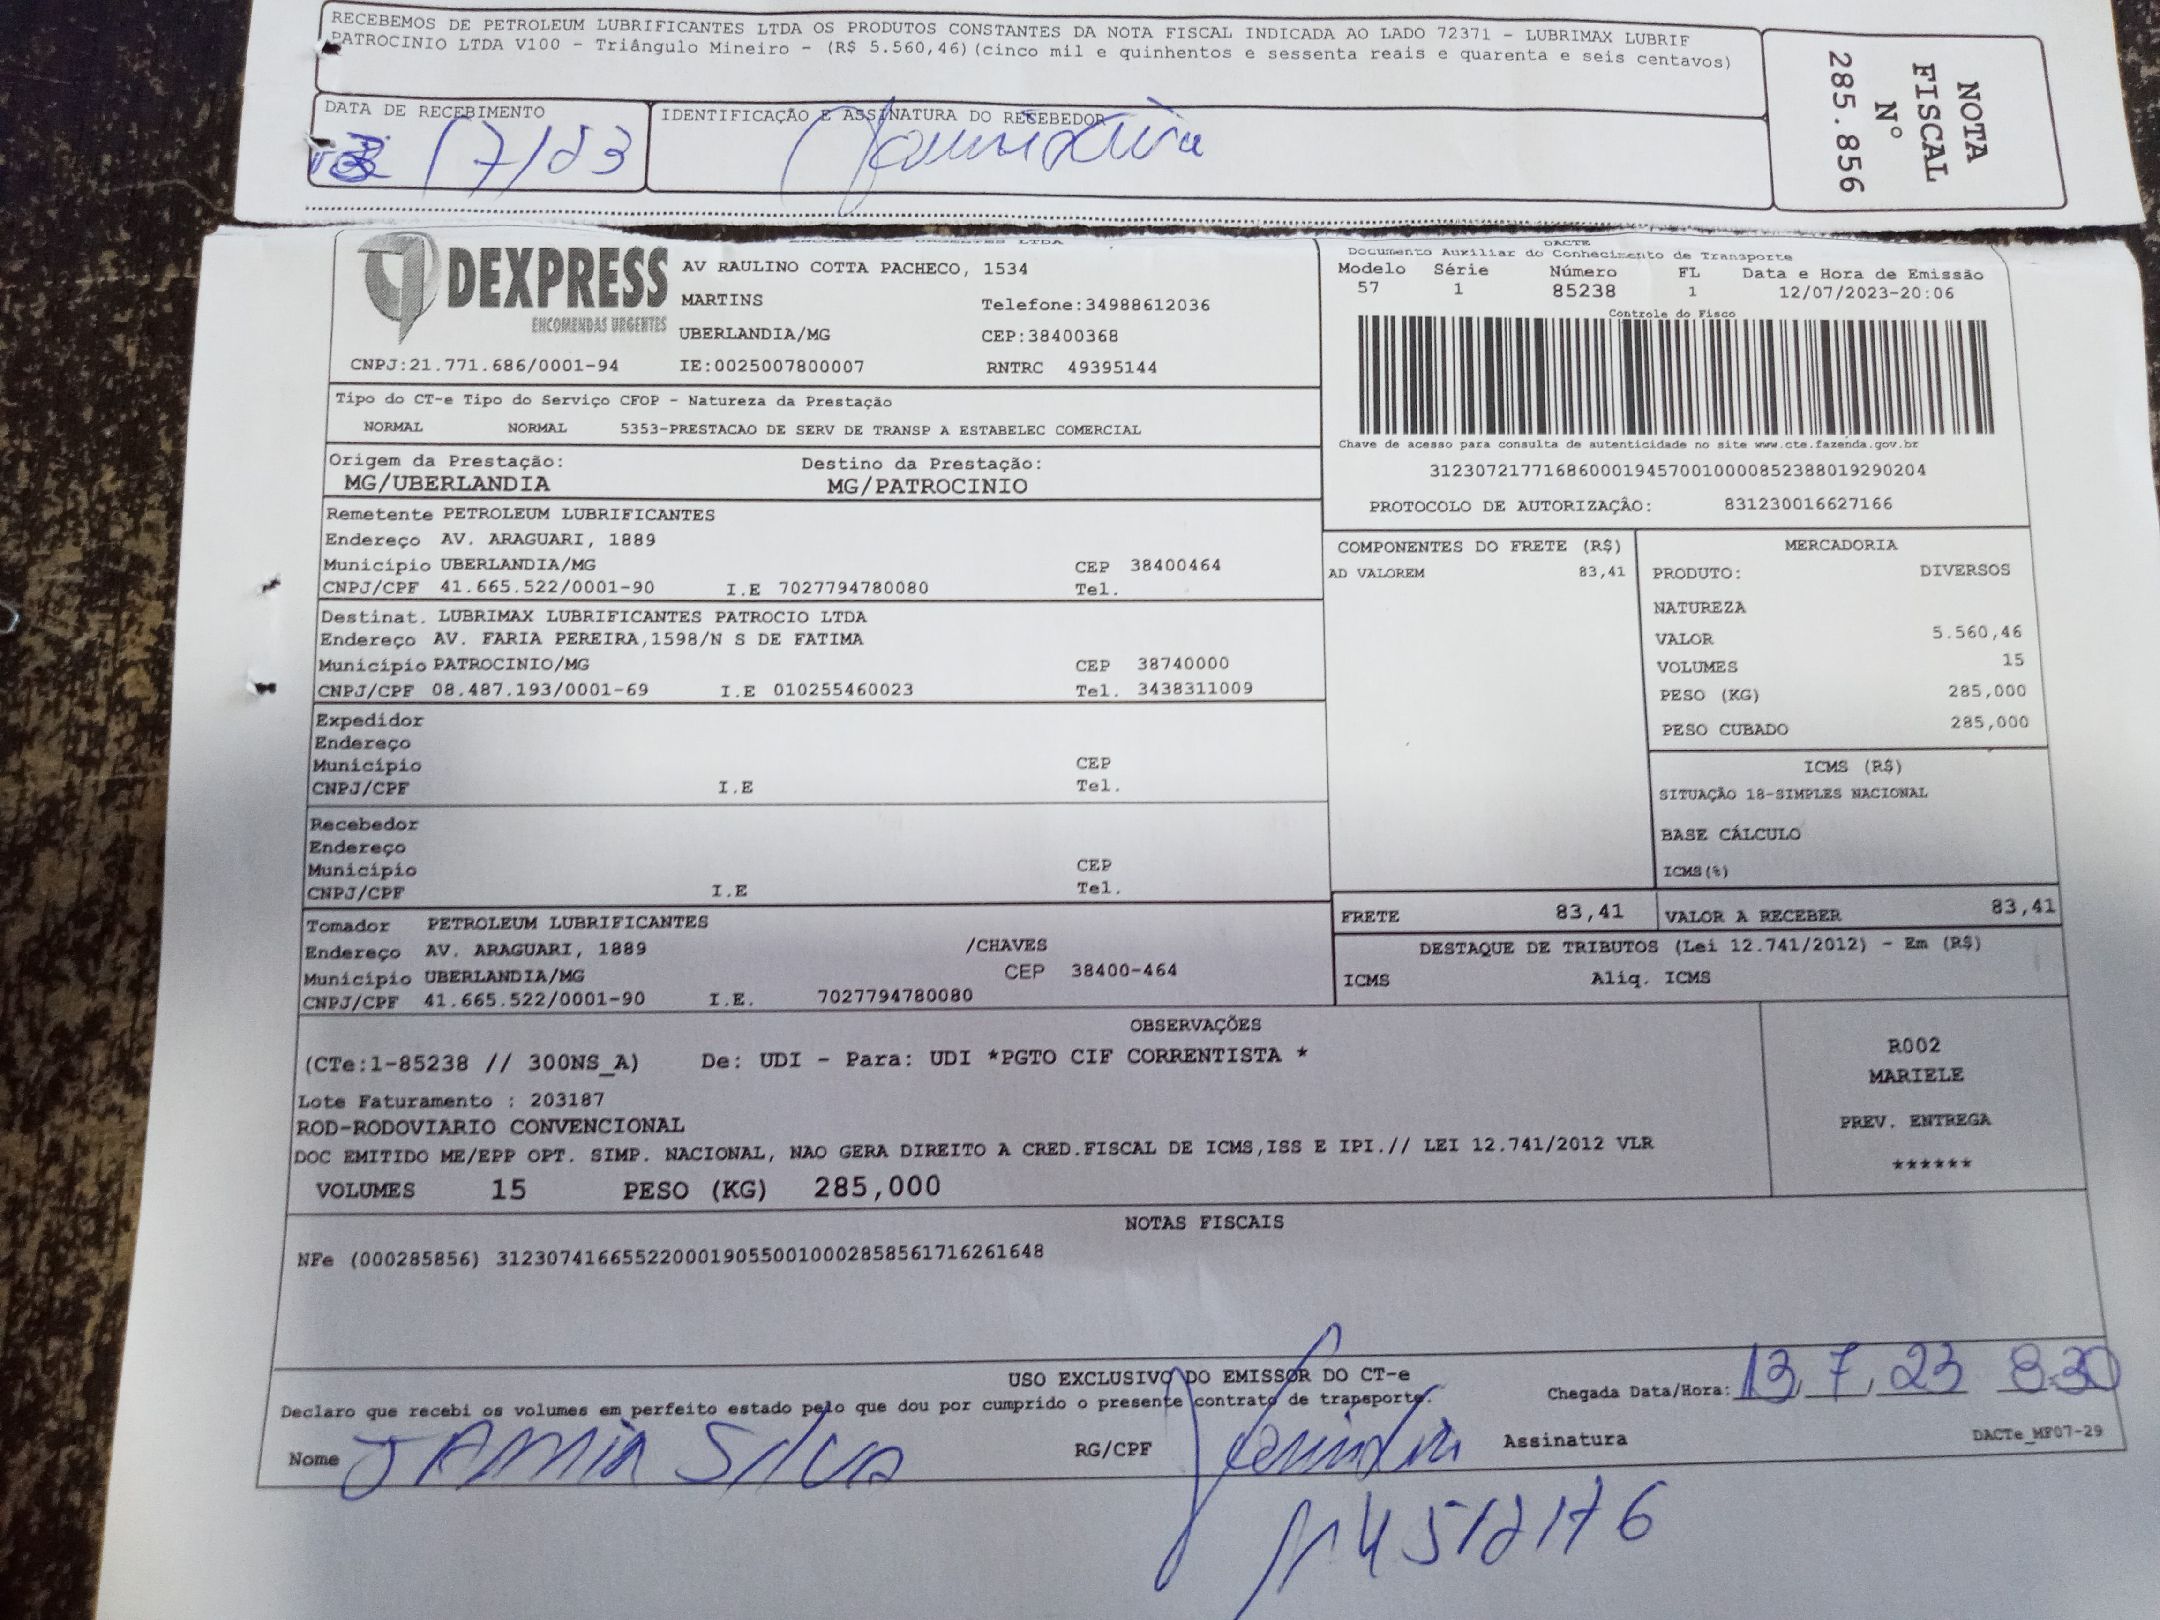 RECEBEMOS DE PETROLEUM LUBRIFICANTES LTDA OS PRODUTOS CONSTANTES DA NOTA FISCAL INDICADA AO LADO 72371 - LUBRIMAX LUBRIF
PATROCINIO LTDA V100 - Triângulo Mineiro - (R$ 5.560,46)(cinco mil e quinhentos e sessenta reais e quarenta e seis centavos)
NOTA
FISCAL
Nº
285.856
DATA DE RECEBIMENTO
/7/23
IDENTIFICAÇÃO E ASSINATURA DO RECEBEDOR
DEXPRESS
ENCOMENDAS URGENTES
AV RAULINO COTTA PACHECO, 1534
MARTINS Telefone:34988612036
UBERLANDIA/MG CEP:38400368
CNPJ:21.771.686/0001-94 IE:0025007800007 RNTRC 49395144
DACTE
Documento Auxiliar do Conhecimento de Transporte
Modelo Série Número FL Data e Hora de Emissão
57 1 85238 1 12/07/2023-20:06
Controle do Fisco
Chave de acesso para consulta de autenticidade no site www.cte.fazenda.gov.br
31230721771686000194570010000852388019290204
PROTOCOLO DE AUTORIZAÇÂO: 831230016627166
Tipo do CT-e Tipo do Serviço CFOP - Natureza da Prestação
NORMAL NORMAL 5353-PRESTACAO DE SERV DE TRANSP A ESTABELEC COMERCIAL
Origem da Prestação: Destino da Prestação:
MG/UBERLANDIA MG/PATROCINIO
Remetente PETROLEUM LUBRIFICANTES
Endereço AV. ARAGUARI, 1889
Município UBERLANDIA/MG CEP 38400464
CNPJ/CPF 41.665.522/0001-90 I.E 7027794780080 Tel.
Destinat. LUBRIMAX LUBRIFICANTES PATROCIO LTDA
Endereço AV. FARIA PEREIRA,1598/N S DE FATIMA
Município PATROCINIO/MG CEP 38740000
CNPJ/CPF 08.487.193/0001-69 I.E 010255460023 Tel. 3438311009
Expedidor
Endereço
Município CEP
CNPJ/CPF I.E Tel.
Recebedor
Endereço
Município CEP
CNPJ/CPF I.E Tel.
Tomador PETROLEUM LUBRIFICANTES
Endereço AV. ARAGUARI, 1889 /CHAVES
Município UBERLANDIA/MG CEP 38400-464
CNPJ/CPF 41.665.522/0001-90 I.E. 7027794780080
COMPONENTES DO FRETE (R$)
AD VALOREM 83,41
MERCADORIA
PRODUTO: DIVERSOS
NATUREZA
VALOR 5.560,46
VOLUMES 15
PESO (KG) 285,000
PESO CUBADO 285,000
ICMS (R$)
SITUAÇÃO 18-SIMPLES NACIONAL
BASE CÁLCULO
ICMS(%)
FRETE 83,41 VALOR A RECEBER 83,41
DESTAQUE DE TRIBUTOS (Lei 12.741/2012) - Em (R$)
ICMS Aliq. ICMS
OBSERVAÇÕES
(CTe:1-85238 // 300NS_A) De: UDI - Para: UDI *PGTO CIF CORRENTISTA *
Lote Faturamento : 203187
ROD-RODOVIARIO CONVENCIONAL
DOC EMITIDO ME/EPP OPT. SIMP. NACIONAL, NAO GERA DIREITO A CRED.FISCAL DE ICMS,ISS E IPI.// LEI 12.741/2012 VLR
VOLUMES 15 PESO (KG) 285,000
R002
MARIELE
PREV. ENTREGA
******
NOTAS FISCAIS
NFe (000285856) 31230741665522000190550010002858561716261648
USO EXCLUSIVO DO EMISSOR DO CT-e
Declaro que recebi os volumes em perfeito estado pelo que dou por cumprido o presente contrato de transporte.
Chegada Data/Hora: 13 7 23 8:30
Nome JAMIA SILVA RG/CPF Assinatura
DACTe_MF07-29